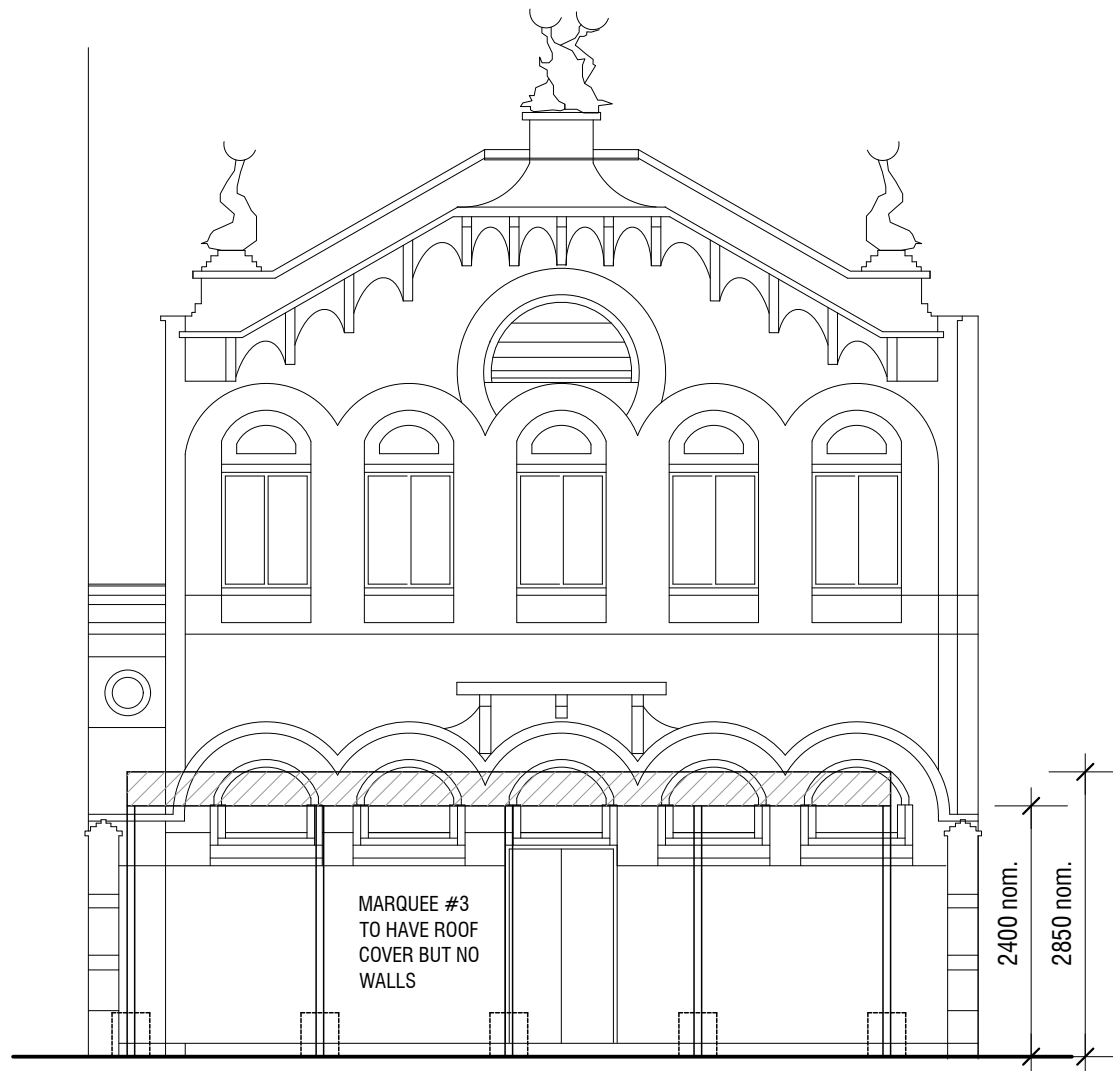 MARQUEE #3
TO HAVE ROOF
COVER BUT NO
WALLS
2400 nom.
2850 nom.